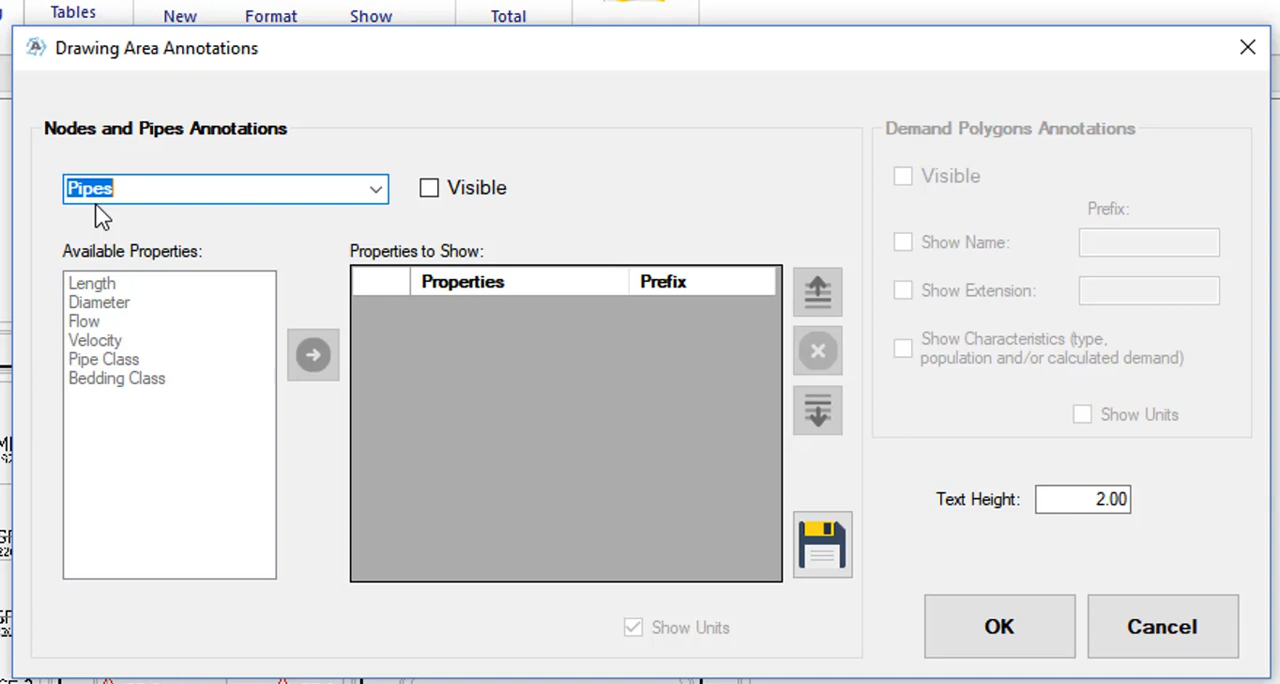 Tables
New Format Show Total
Drawing Area Annotations
Nodes and Pipes Annotations
Pipes
Visible
Available Properties:
Length
Diameter
Flow
Velocity
Pipe Class
Bedding Class
Properties to Show:
Properties Prefix
Show Units
Demand Polygons Annotations
Visible
Prefix:
Show Name:
Show Extension:
Show Characteristics (type,
population and/or calculated demand)
Show Units
Text Height: 2.00
OK Cancel